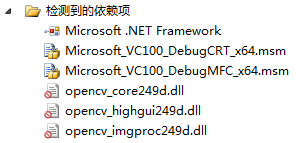 检测到的依赖项
Microsoft .NET Framework
Microsoft_VC100_DebugCRT_x64.msm
Microsoft_VC100_DebugMFC_x64.msm
opencv_core249d.dll
opencv_highgui249d.dll
opencv_imgproc249d.dll